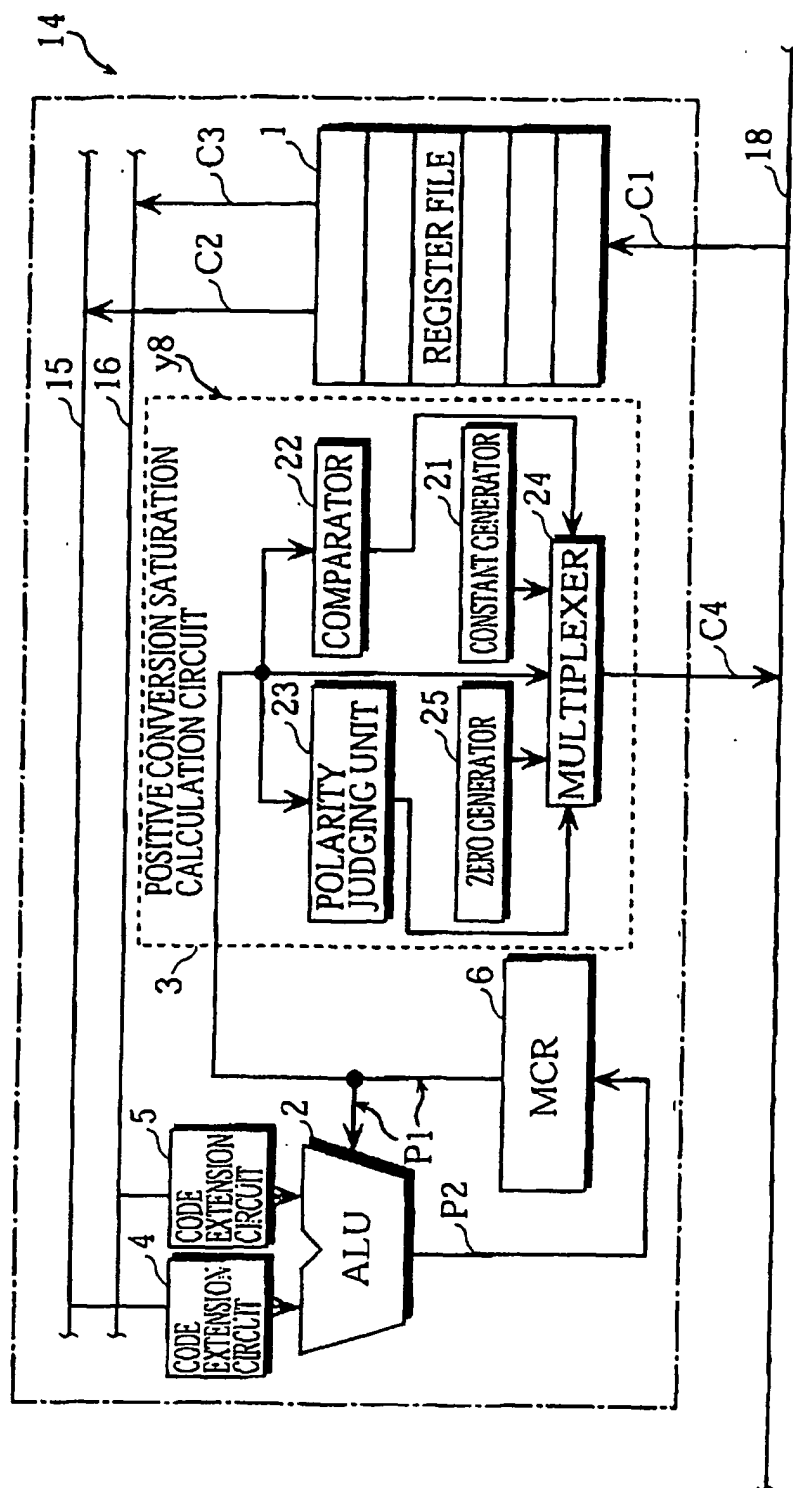 14
15
16
C2
C3
y8
POSITIVE CONVERSION SATURATION
CALCULATION CIRCUIT
3
4
5
CODE
EXTENSION
CIRCUIT
CODE
EXTENSION
CIRCUIT
2
ALU
P1
P2
6
MCR
23
POLARITY
JUDGING UNIT
22
COMPARATOR
25
ZERO GENERATOR
21
CONSTANT GENERATOR
24
MULTIPLEXER
1
REGISTER FILE
C4
C1
18